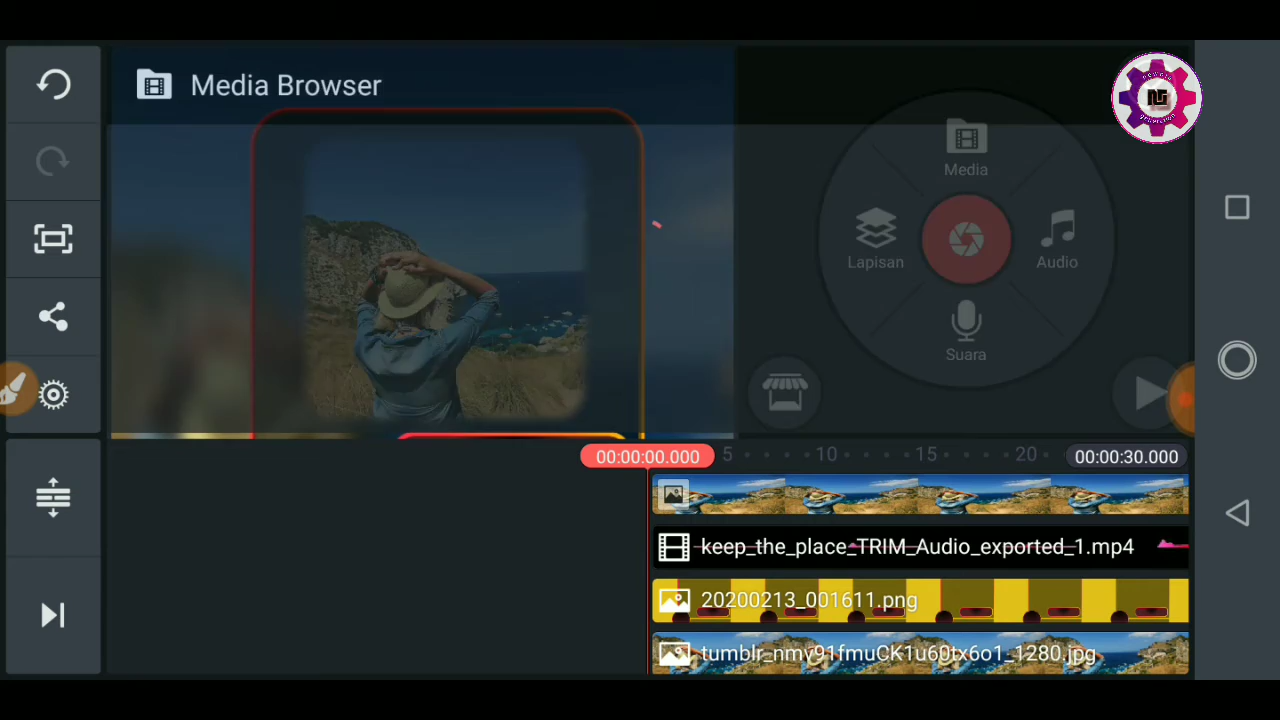 Media Browser
Media
Lapisan
Audio
Suara
00:00:00.000
5
10
15
20
00:00:30.000
keep_the_place_TRIM_Audio_exported_1.mp4
20200213_001611.png
tumblr_nmy91fmuCK1u60tx6o1_1280.jpg